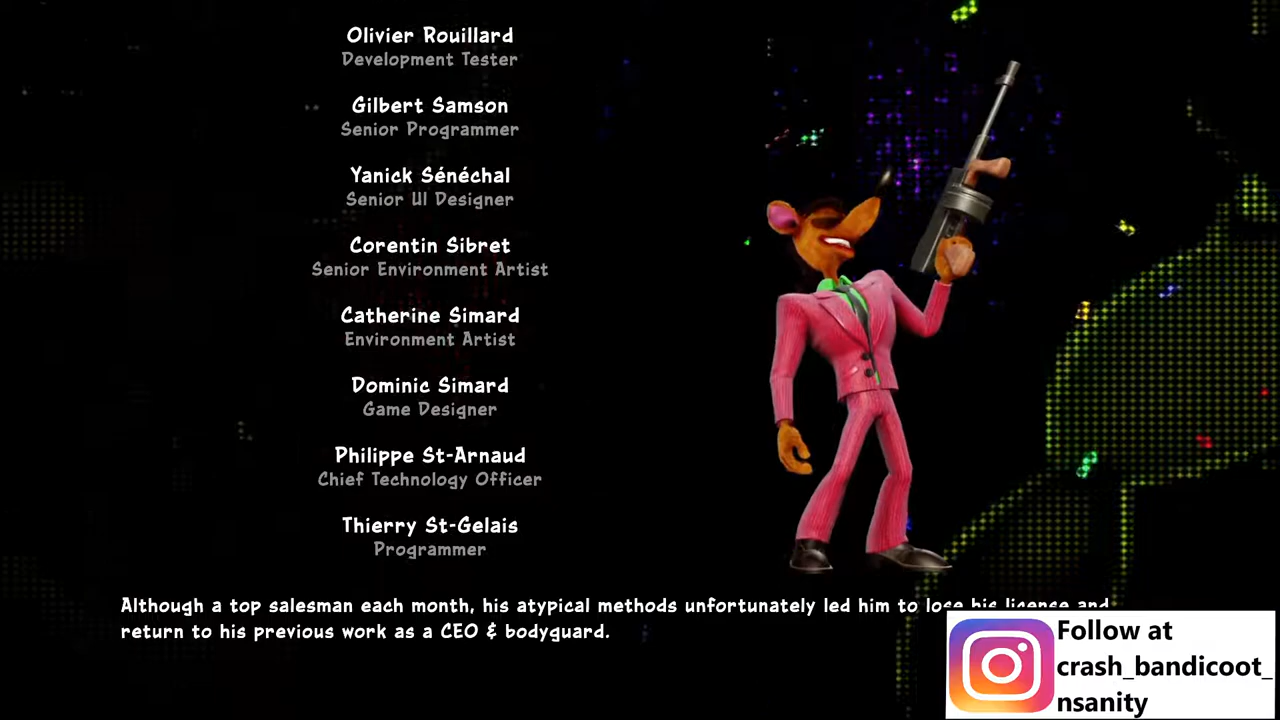 Olivier Rouillard
Development Tester
Gilbert Samson
Senior Programmer
Yanick Sénéchal
Senior UI Designer
Corentin Sibret
Senior Environment Artist
Catherine Simard
Environment Artist
Dominic Simard
Game Designer
Philippe St-Arnaud
Chief Technology Officer
Thierry St-Gelais
Programmer
Although a top salesman each month, his atypical methods unfortunately led him to lose his license and
return to his previous work as a CEO & bodyguard.
Follow at
crash_bandicoot_
nsanity